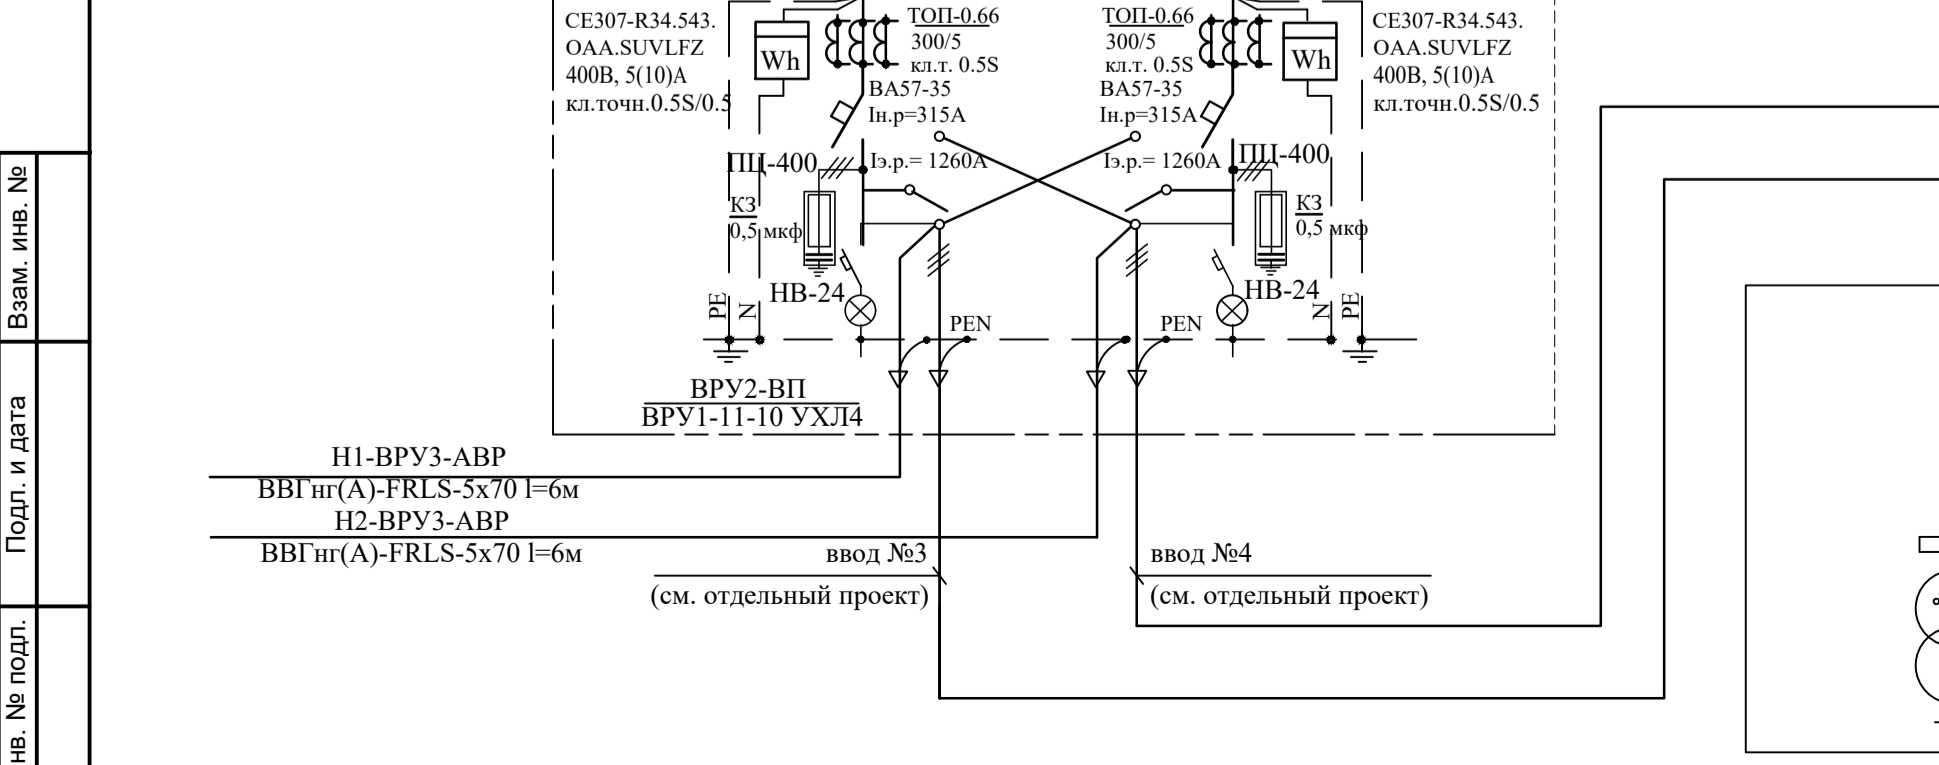 СЕ307-R34.543.
ОАА.SUVLFZ
400В, 5(10)А
кл.точн.0.5S/0.5
Wh
ТОП-0.66
300/5
кл.т. 0.5S
ВА57-35
Iн.р=315А
Iэ.р.= 1260А
ПЦ-400
КЗ
0,5 мкф
НВ-24
PE
N
PEN
ТОП-0.66
300/5
кл.т. 0.5S
ВА57-35
Iн.р=315А
Iэ.р.= 1260А
Wh
СЕ307-R34.543.
ОАА.SUVLFZ
400В, 5(10)А
кл.точн.0.5S/0.5
ПЦ-400
КЗ
0,5 мкф
НВ-24
PEN
N
PE
ВРУ2-ВП
ВРУ1-11-10 УХЛ4
Н1-ВРУ3-АВР
ВВГнг(А)-FRLS-5х70 l=6м
Н2-ВРУ3-АВР
ВВГнг(А)-FRLS-5х70 l=6м
ввод №3
(см. отдельный проект)
ввод №4
(см. отдельный проект)
Взам. инв. №
Подп. и дата
нв. № подл.